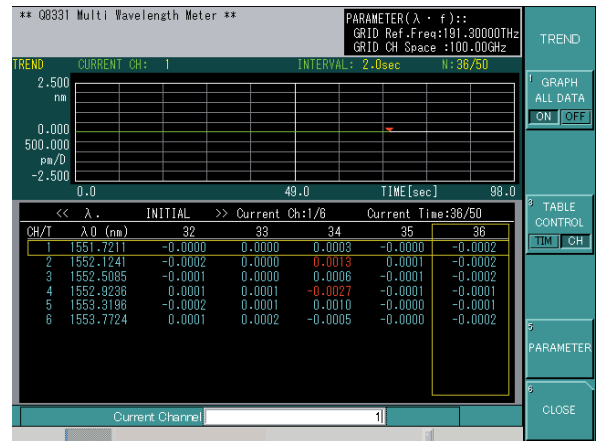 ** Q8331 Multi Wavelength Meter **
PARAMETER(λ · f)::
GRID Ref.Freq:191.30000THz
GRID CH Space :100.00GHz
TREND
TREND CURRENT CH: 1 INTERVAL: 2.0sec N:36/50
2.500
nm
0.000
500.000
pm/D
-2.500
0.0 49.0 TIME[sec] 98.0
1 GRAPH
ALL DATA
ON OFF
<< λ. INITIAL >> Current Ch:1/6 Current Time:36/50
CH/T λ0 (nm) 32 33 34 35 36
1 1551.7211 -0.0000 0.0000 0.0003 -0.0000 -0.0002
2 1552.1241 -0.0000 0.0000 0.0013 0.0001 -0.0002
3 1552.5085 -0.0001 0.0000 0.0006 -0.0001 -0.0002
4 1552.9236 0.0001 0.0001 -0.0027 -0.0001 -0.0001
5 1553.3196 -0.0002 0.0001 0.0010 -0.0000 -0.0001
6 1553.7724 0.0001 0.0002 -0.0005 -0.0000 -0.0002
3 TABLE
CONTROL
TIM CH
5
PARAMETER
6
CLOSE
Current Channel 1